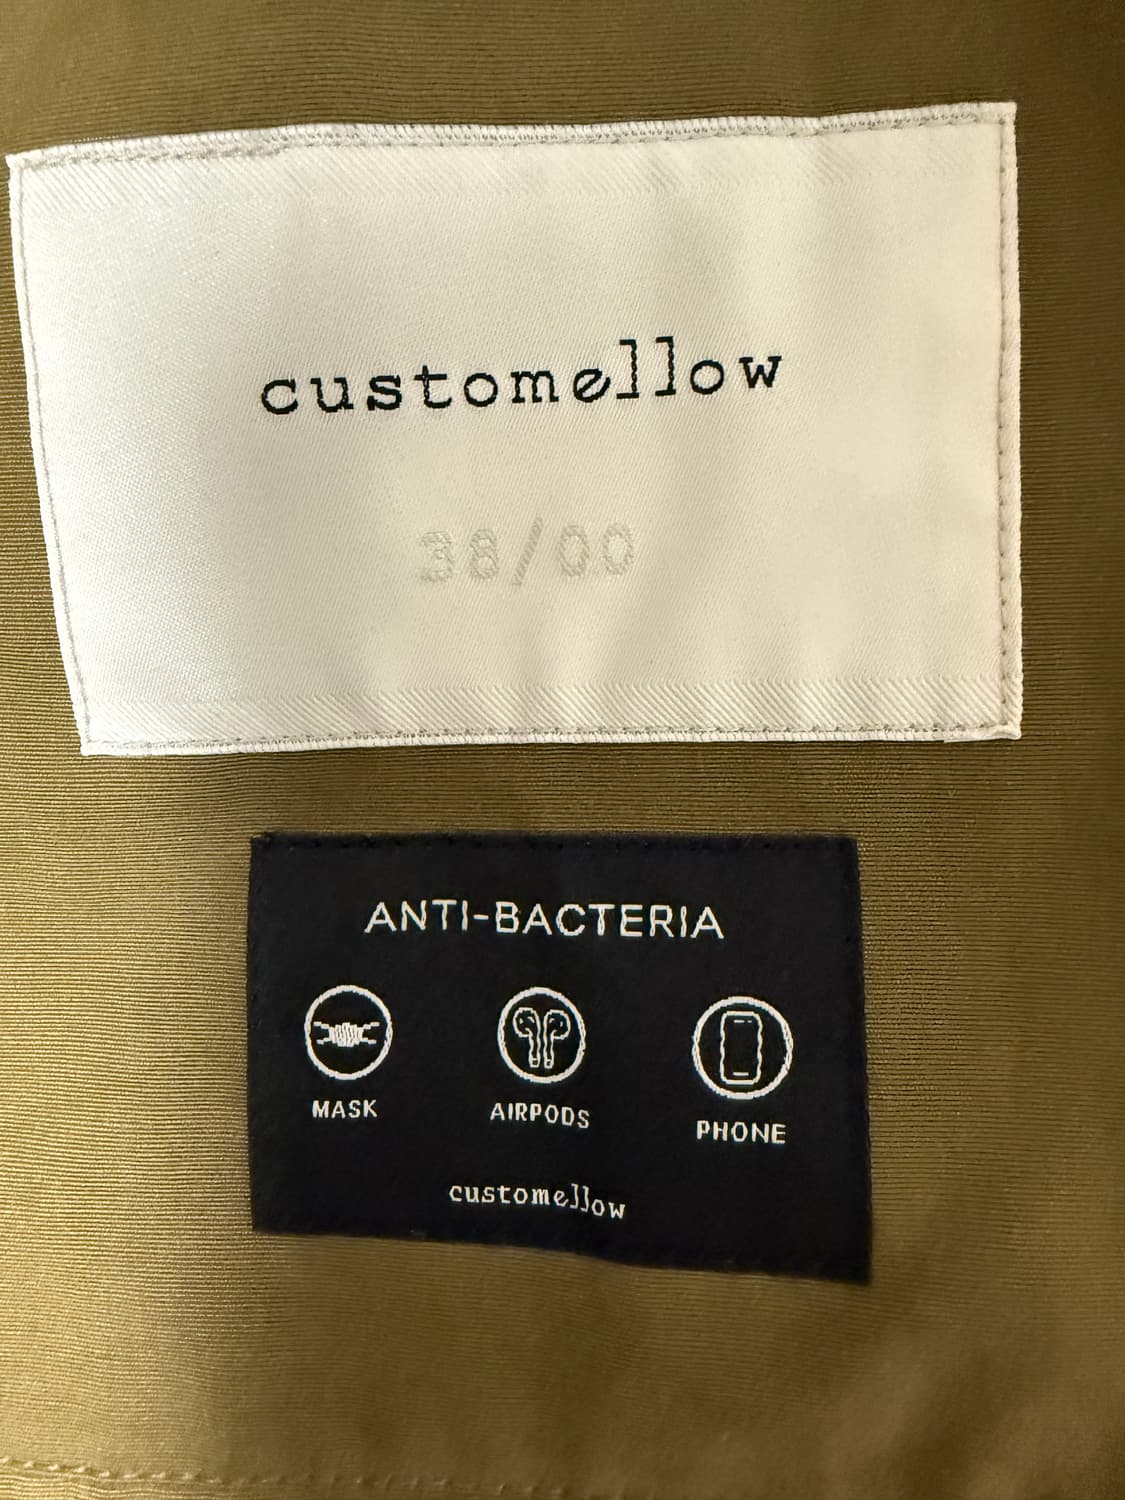 customellow
38/00
ANTI-BACTERIA
MASK AIRPODS PHONE
customellow